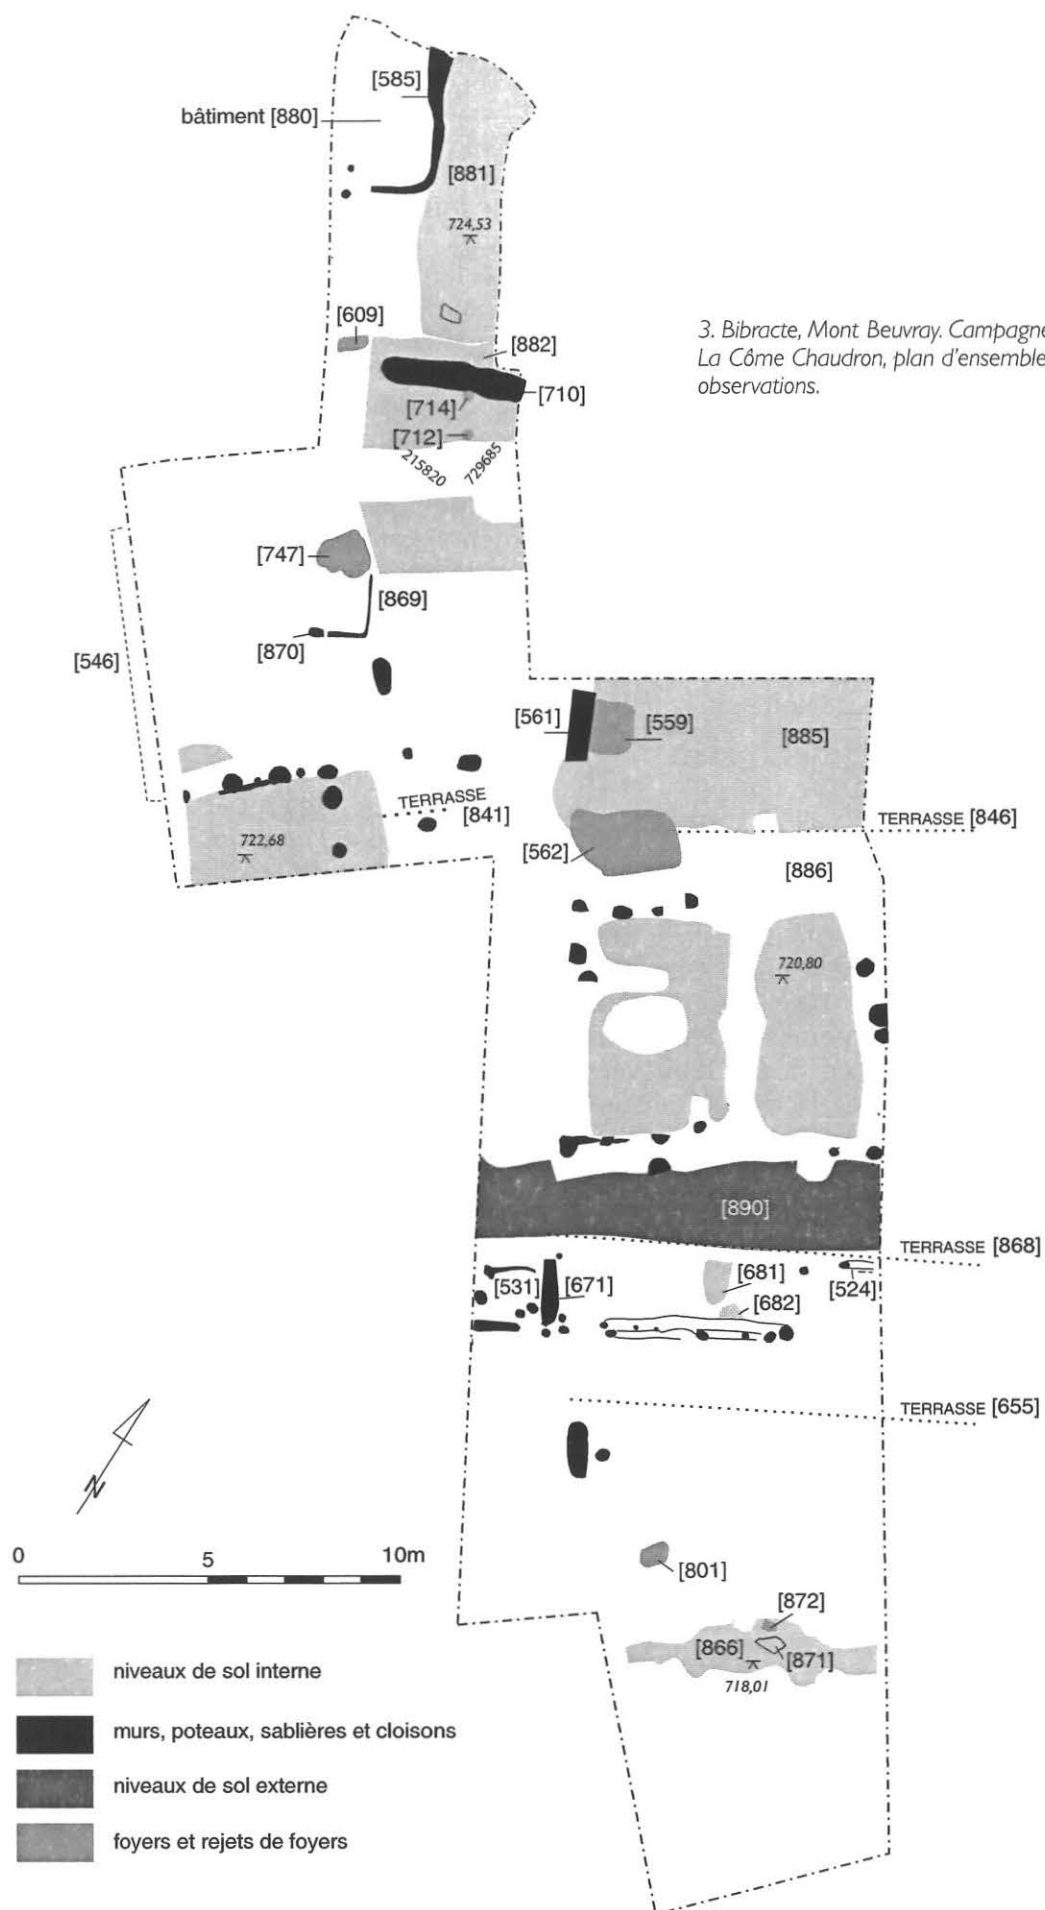 [585]
bâtiment [880]
[881]
724,53
[609]
3. Bibracte, Mont Beuvray. Campagne
La Côme Chaudron, plan d'ensemble
observations.
[882]
[710]
[714]
[712]
215820
729685
[747]
[869]
[870]
[546]
[561]
[559]
[885]
TERRASSE
[841]
TERRASSE [846]
722,68
[562]
[886]
720,80
[890]
TERRASSE [868]
[531]
[671]
[681]
[524]
[682]
TERRASSE [655]
N
0 5 10m
[801]
[872]
[866]
[871]
718,01
niveaux de sol interne
murs, poteaux, sablières et cloisons
niveaux de sol externe
foyers et rejets de foyers